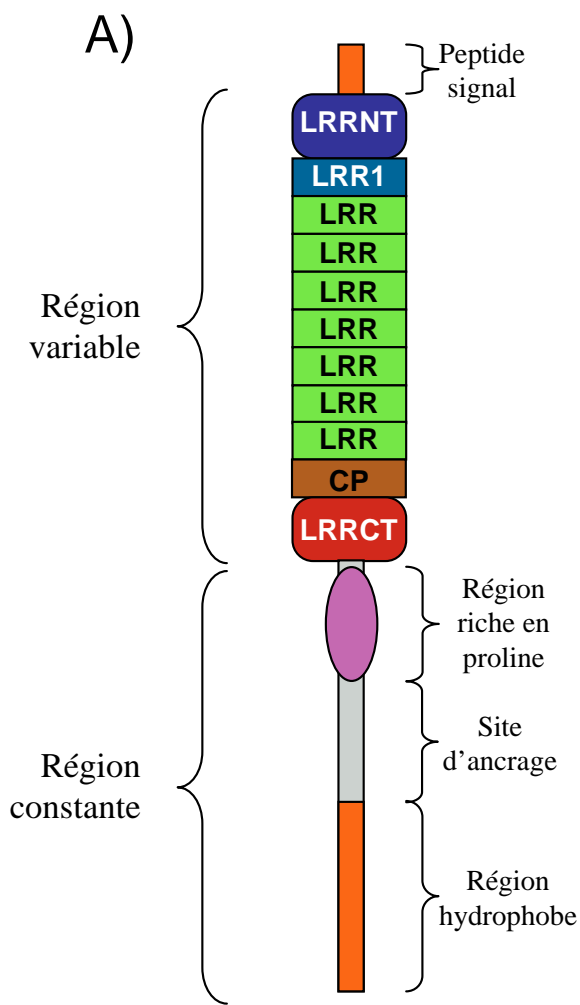 A)
Peptide
signal
LRRNT
LRR1
LRR
LRR
LRR
LRR
LRR
LRR
LRR
CP
LRRCT
Région
variable
Région
riche en
proline
Site
d'ancrage
Région
constante
Région
hydrophobe